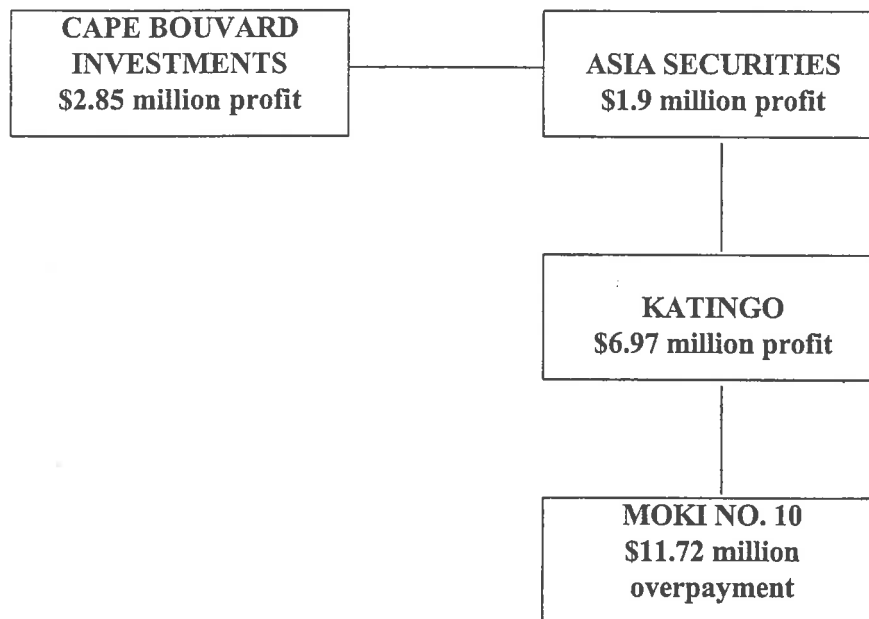 CAPE BOUVARD
INVESTMENTS
$2.85 million profit
ASIA SECURITIES
$1.9 million profit
KATINGO
$6.97 million profit
MOKI NO. 10
$11.72 million
overpayment